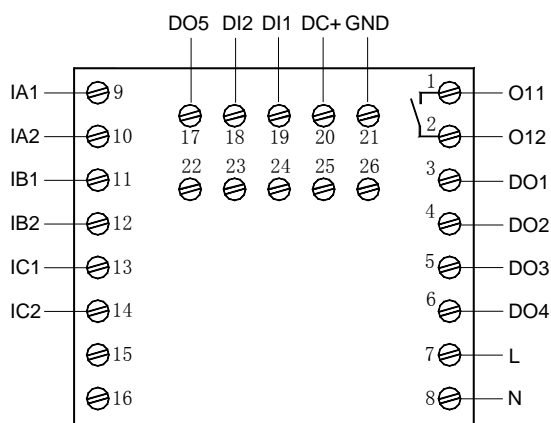 DO5 DI2 DI1 DC+ GND
IA1 9 1 O11
17 18 19 20 21
IA2 10 2 O12
22 23 24 25 26
IB1 11 3 DO1
IB2 12 4 DO2
IC1 13 5 DO3
IC2 14 6 DO4
15 7 L
16 8 N